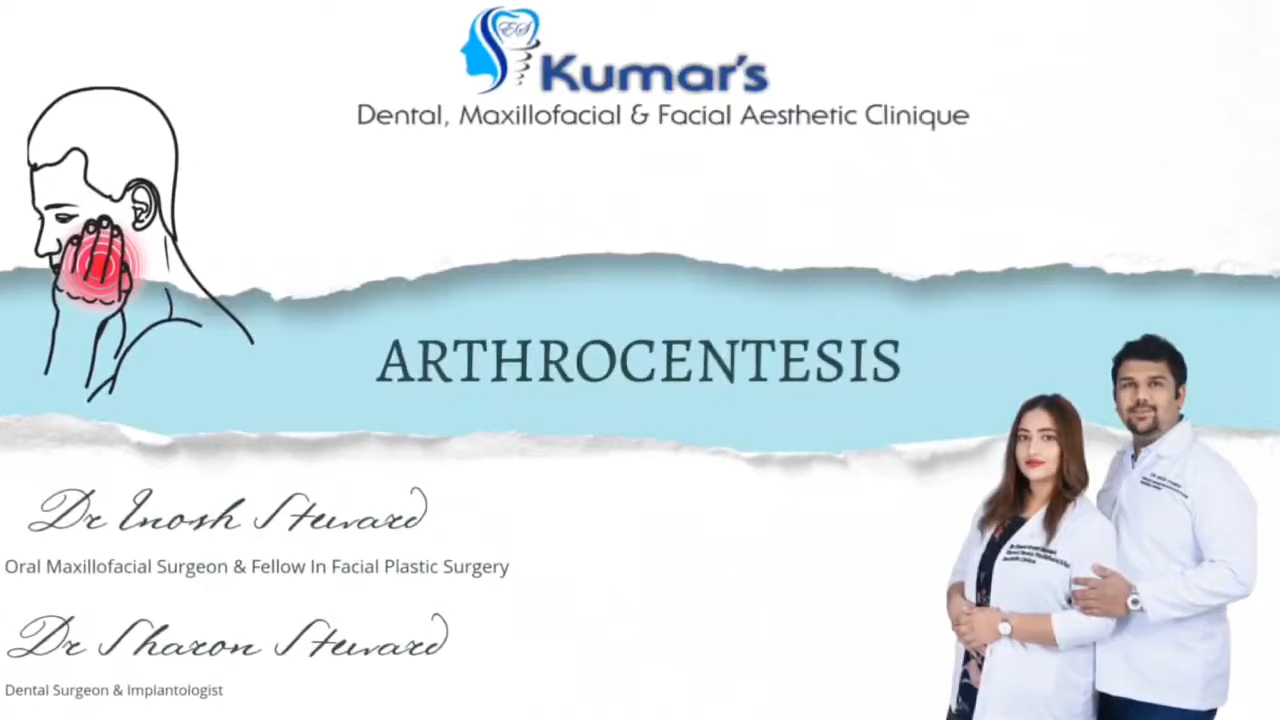 ES
Kumar's
Dental, Maxillofacial & Facial Aesthetic Clinique
ARTHROCENTESIS
Dr Inosh Steward
Oral Maxillofacial Surgeon & Fellow In Facial Plastic Surgery
Dr Sharon Steward
Dental Surgeon & Implantologist